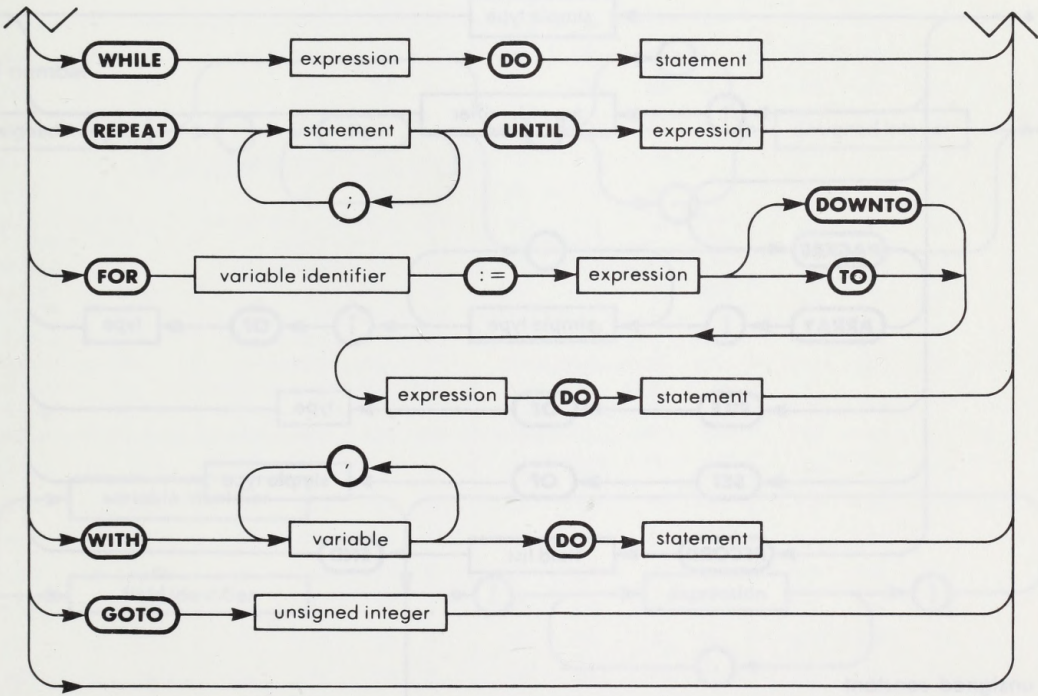 WHILE expression DO statement
REPEAT statement UNTIL expression
;
DOWNTO
FOR variable identifier := expression TO
expression DO statement
,
WITH variable DO statement
GOTO unsigned integer